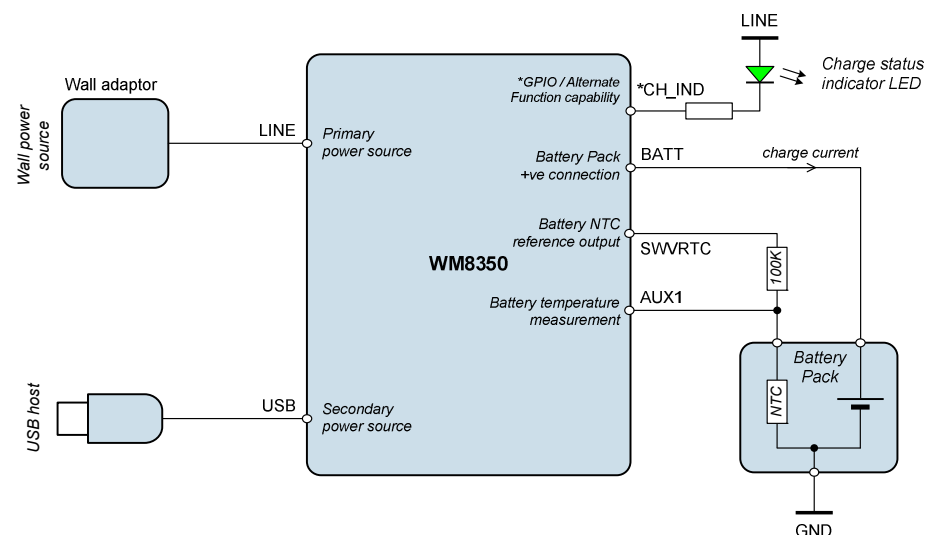 LINE
Charge status
indicator LED
*GPIO / Alternate
Function capability
*CH_IND
Wall adaptor
Wall power
source
LINE
Primary
power source
Battery Pack
+ve connection
BATT
charge current
Battery NTC
reference output
SWVRTC
100K
WM8350
Battery temperature
measurement
AUX1
Battery
Pack
NTC
USB host
USB
Secondary
power source
GND